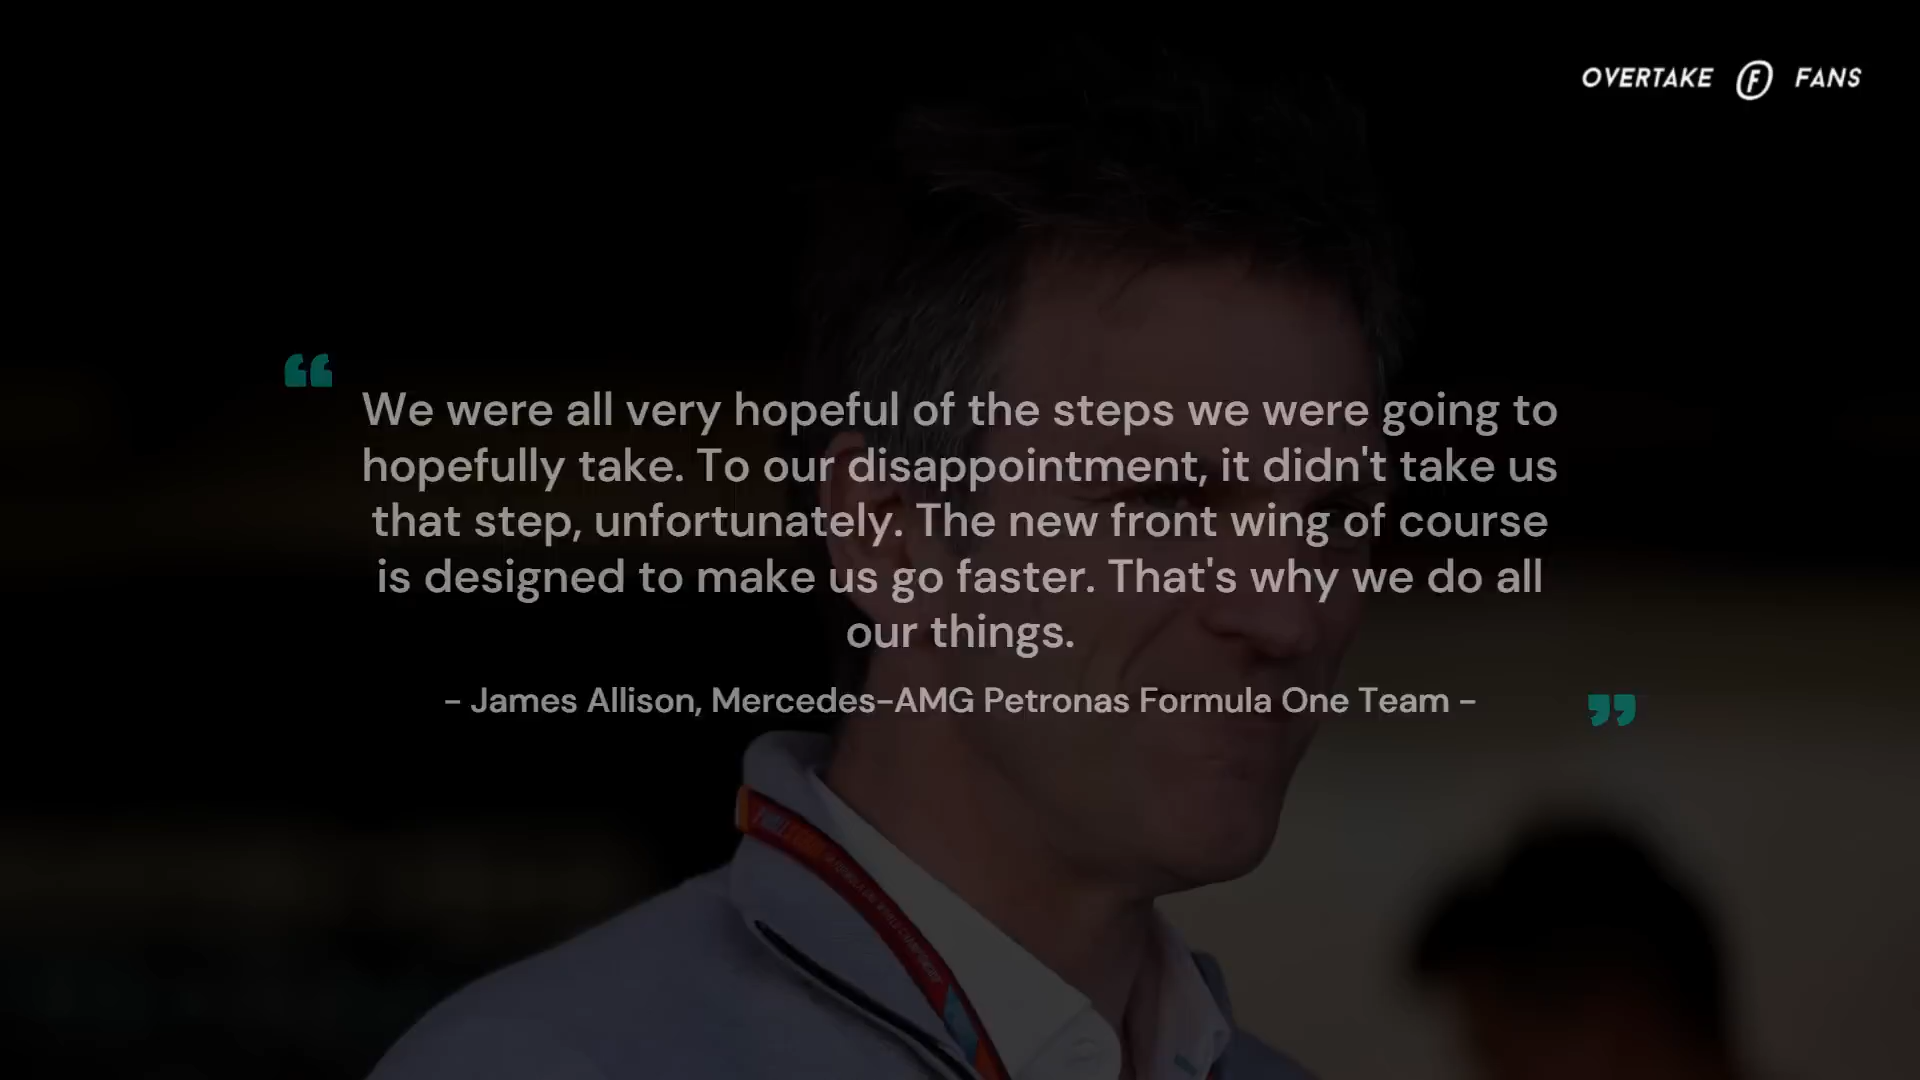 OVERTAKE F FANS
“
We were all very hopeful of the steps we were going to
hopefully take. To our disappointment, it didn't take us
that step, unfortunately. The new front wing of course
is designed to make us go faster. That's why we do all
our things.
- James Allison, Mercedes-AMG Petronas Formula One Team -
”